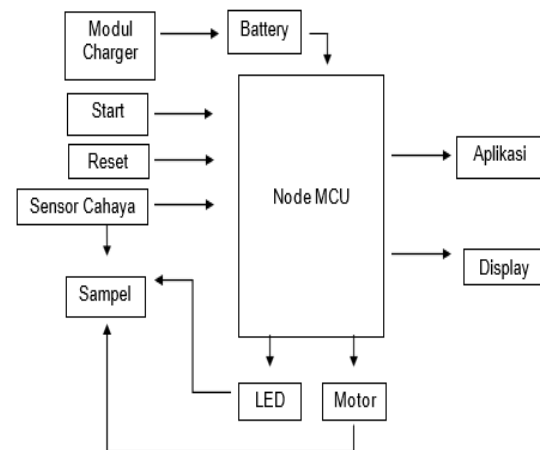 Modul
Charger
Battery
Start
Reset
Sensor Cahaya
Node MCU
Aplikasi
Display
Sampel
LED
Motor